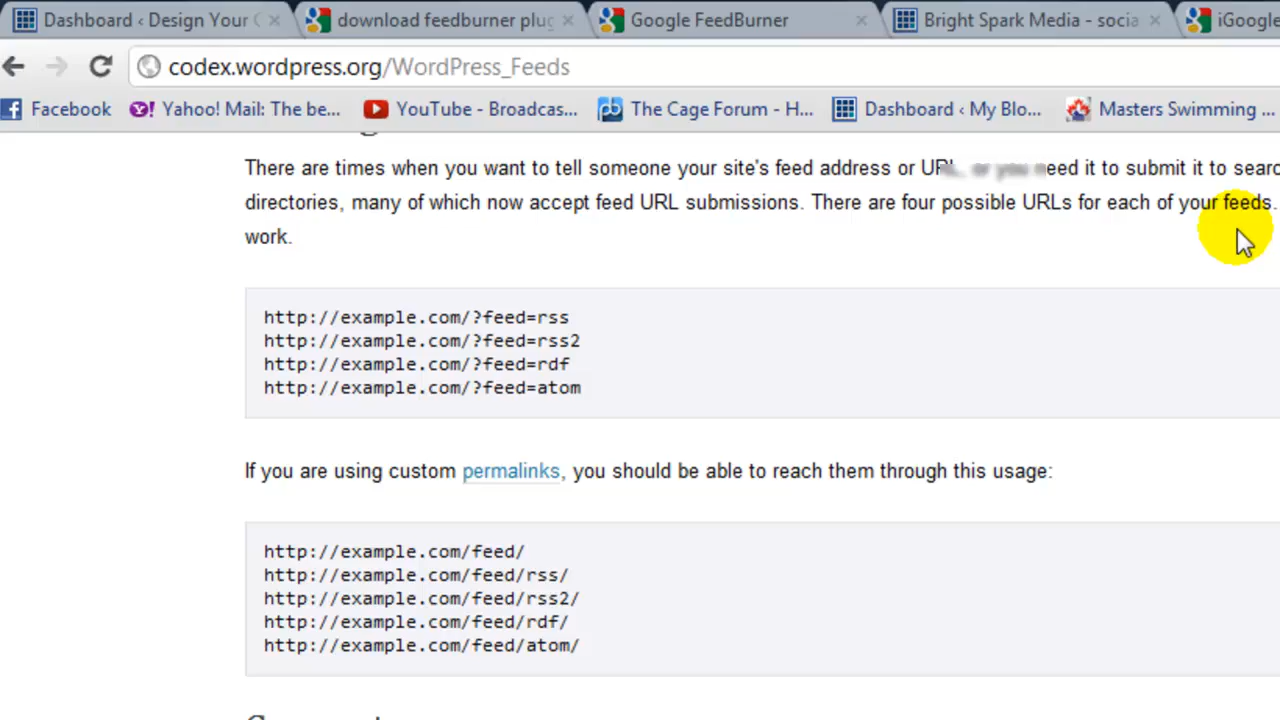 Dashboard ‹ Design Your
download feedburner plug
Google FeedBurner
Bright Spark Media - socia
iGoogle
codex.wordpress.org/WordPress_Feeds
Facebook
Yahoo! Mail: The be...
YouTube - Broadcas...
The Cage Forum - H...
Dashboard ‹ My Blo...
Masters Swimming ...
There are times when you want to tell someone your site's feed address or URL, or you need it to submit it to searc
directories, many of which now accept feed URL submissions. There are four possible URLs for each of your feeds.
work.
http://example.com/?feed=rss
http://example.com/?feed=rss2
http://example.com/?feed=rdf
http://example.com/?feed=atom
If you are using custom permalinks, you should be able to reach them through this usage:
http://example.com/feed/
http://example.com/feed/rss/
http://example.com/feed/rss2/
http://example.com/feed/rdf/
http://example.com/feed/atom/